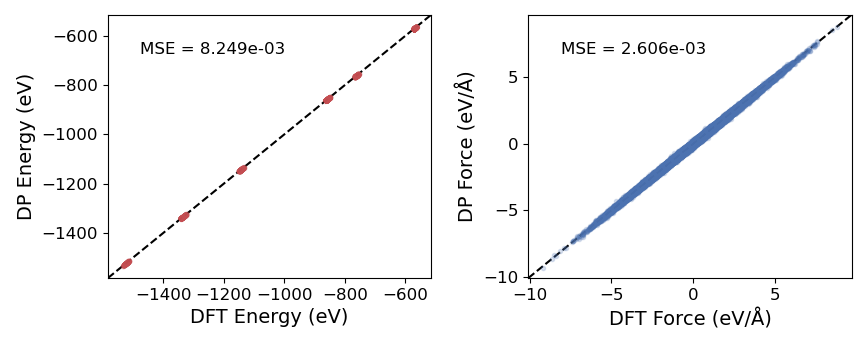 MSE = 8.249e-03
DP Energy (eV)
−600
−800
−1000
−1200
−1400
−1400 −1200 −1000 −800 −600
DFT Energy (eV)
MSE = 2.606e-03
DP Force (eV/Å)
5
0
−5
−10
−10 −5 0 5
DFT Force (eV/Å)